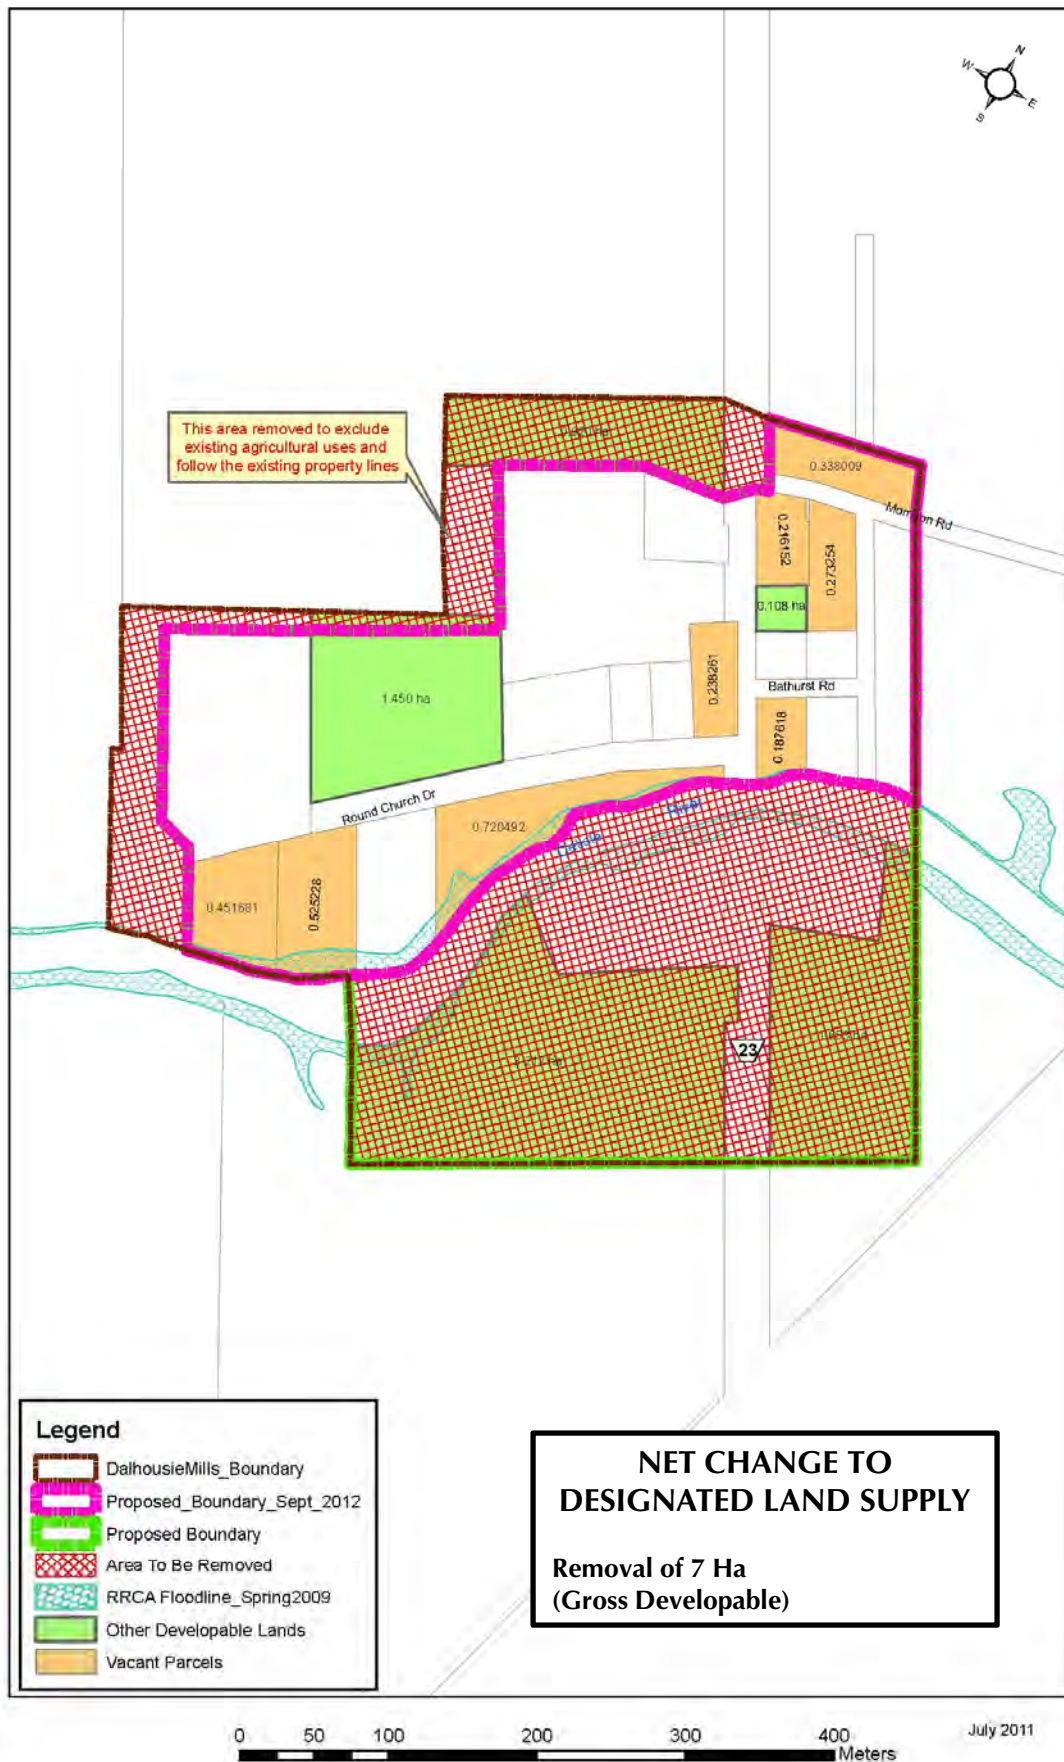 N
W
E
S
This area removed to exclude
existing agricultural uses and
follow the existing property lines
0.338009
Morrison Rd
0.216152
0.273254
0.108 ha
0.238261
Bathurst Rd
1.450 ha
0.187618
Round Church Dr
0.720492
River
0.451681
0.525228
23
Legend
DalhousieMills_Boundary
Proposed_Boundary_Sept_2012
Proposed Boundary
Area To Be Removed
RRCA Floodline_Spring2009
Other Developable Lands
Vacant Parcels
NET CHANGE TO
DESIGNATED LAND SUPPLY
Removal of 7 Ha
(Gross Developable)
0 50 100 200 300 400
Meters
July 2011